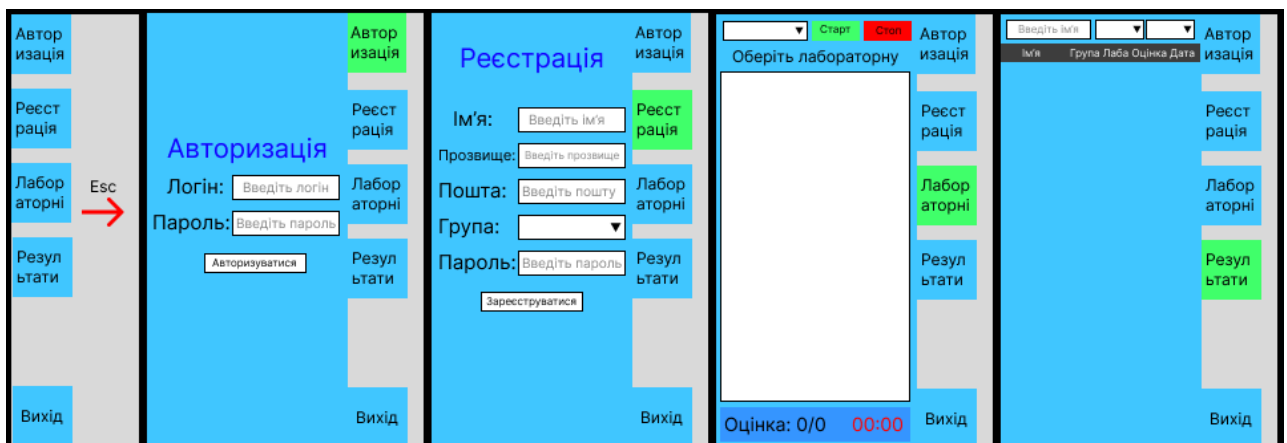 Автор
изація
Реєст
рація
Лабор
аторні
Резул
ьтати
Вихід
Esc
Авторизація
Логін: Введіть логін
Пароль: Введіть пароль
Авторизуватися
Автор
изація
Реєст
рація
Лабор
аторні
Резул
ьтати
Вихід
Реєстрація
Ім'я: Введіть ім'я
Прозвище: Введіть прозвище
Пошта: Введіть пошту
Група:
Пароль: Введіть пароль
Зареєструватися
Автор
изація
Реєст
рація
Лабор
аторні
Резул
ьтати
Вихід
Старт Стоп
Оберіть лабораторну
Оцінка: 0/0 00:00
Автор
изація
Реєст
рація
Лабор
аторні
Резул
ьтати
Вихід
Введіть ім'я
Ім'я Група Лаба Оцінка Дата
Автор
изація
Реєст
рація
Лабор
аторні
Резул
ьтати
Вихід